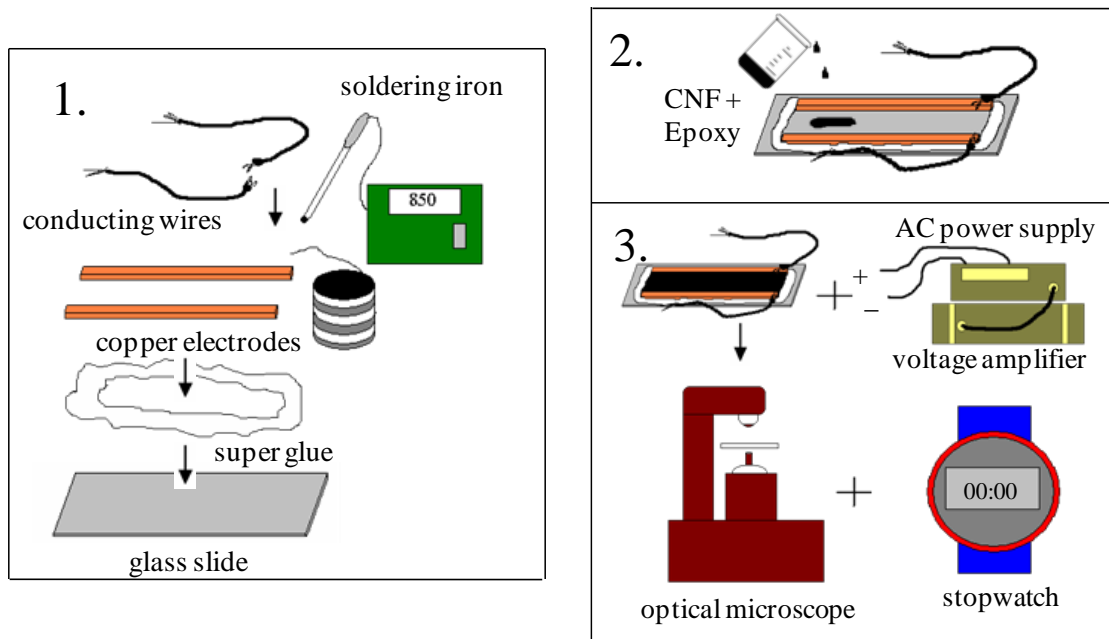 1.
soldering iron
850
conducting wires
copper electrodes
super glue
glass slide
2.
CNF +
Epoxy
3.
AC power supply
+
+
−
voltage amplifier
+
00:00
optical microscope
stopwatch